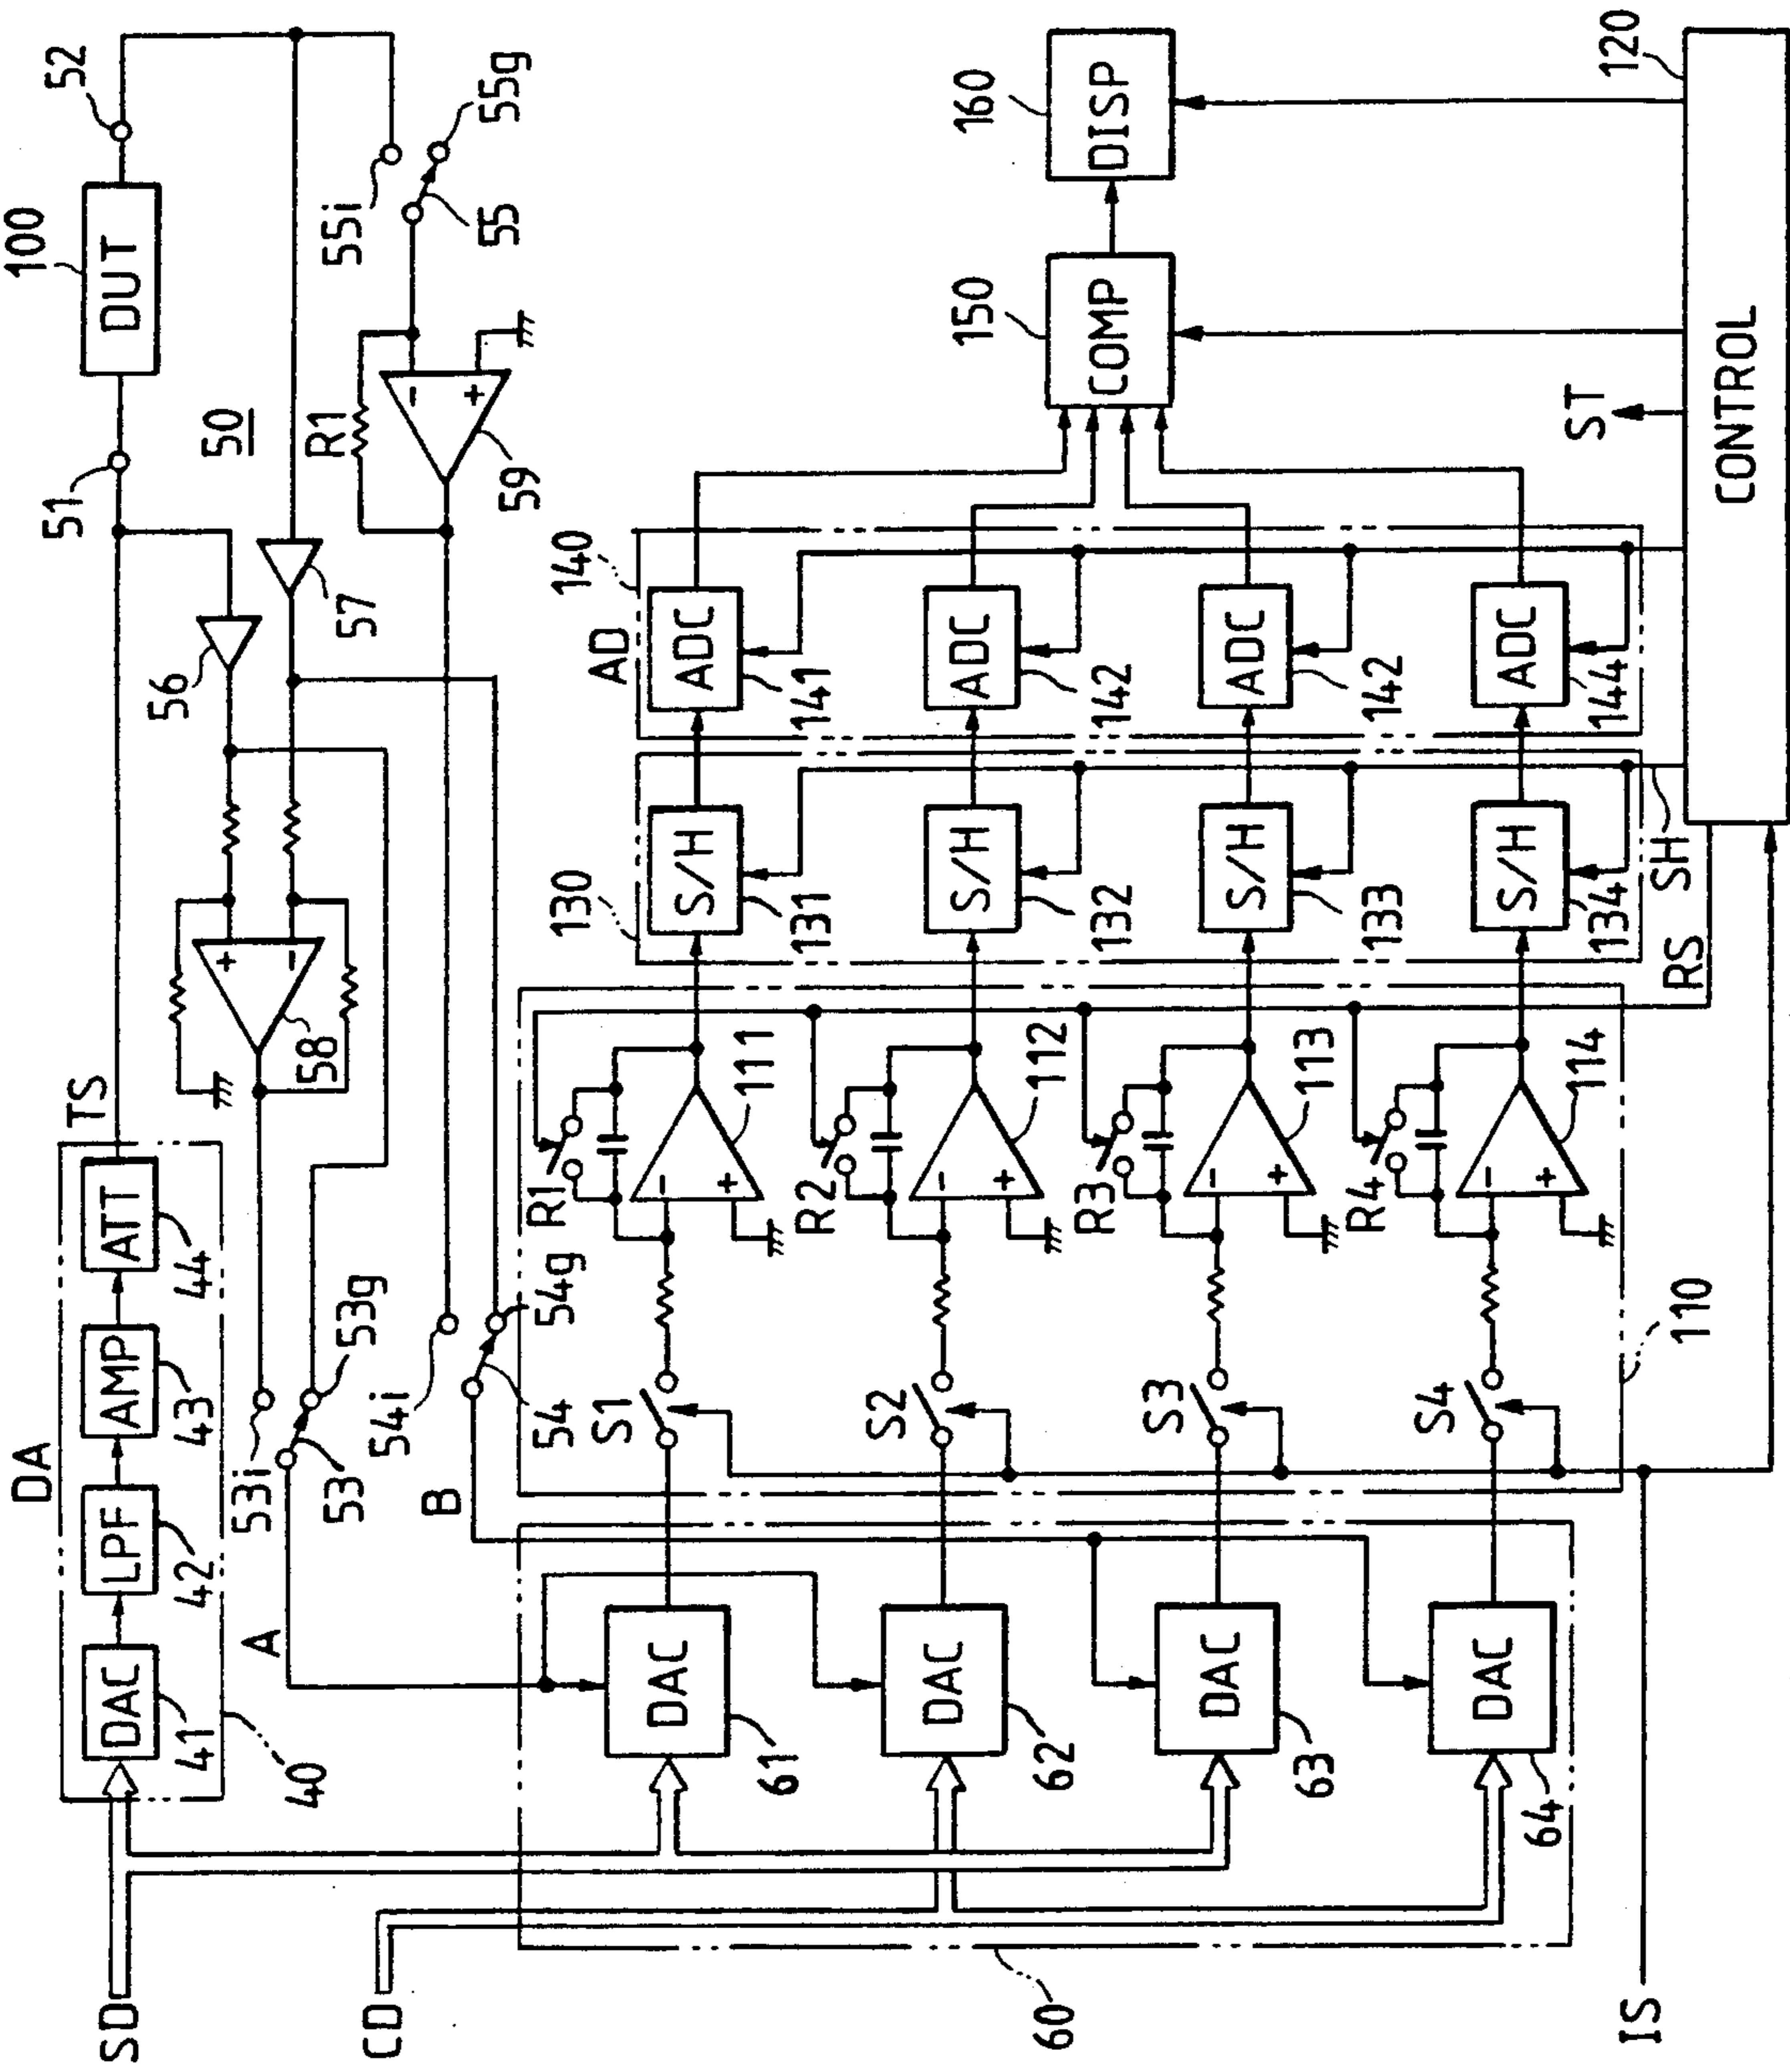 SD
DA
DAC
LPF
AMP
ATT
TS
41
42
43
44
40
51
100
DUT
52
50
A
53i
53
53g
58
56
57
R1
+
-
59
-
+
55i
55
55g
CD
B
54i
54
54g
60
DAC
61
S1
R1
-
+
111
130
S/H
131
AD
140
ADC
141
DAC
62
S2
R2
-
+
112
S/H
132
ADC
142
150
COMP
160
DISP
DAC
63
S3
R3
-
+
113
S/H
133
ADC
142
DAC
64
S4
R4
-
+
114
S/H
134
ADC
144
ST
110
IS
RS
SH
CONTROL
120